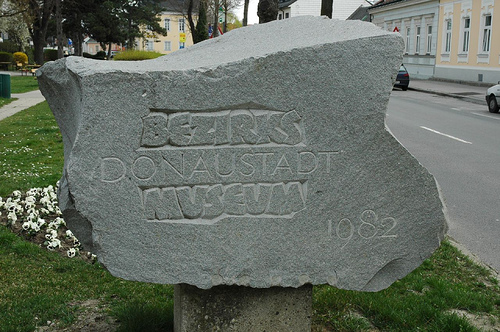 BEZIRKS
DONAUSTADT
MUSEUM
1982